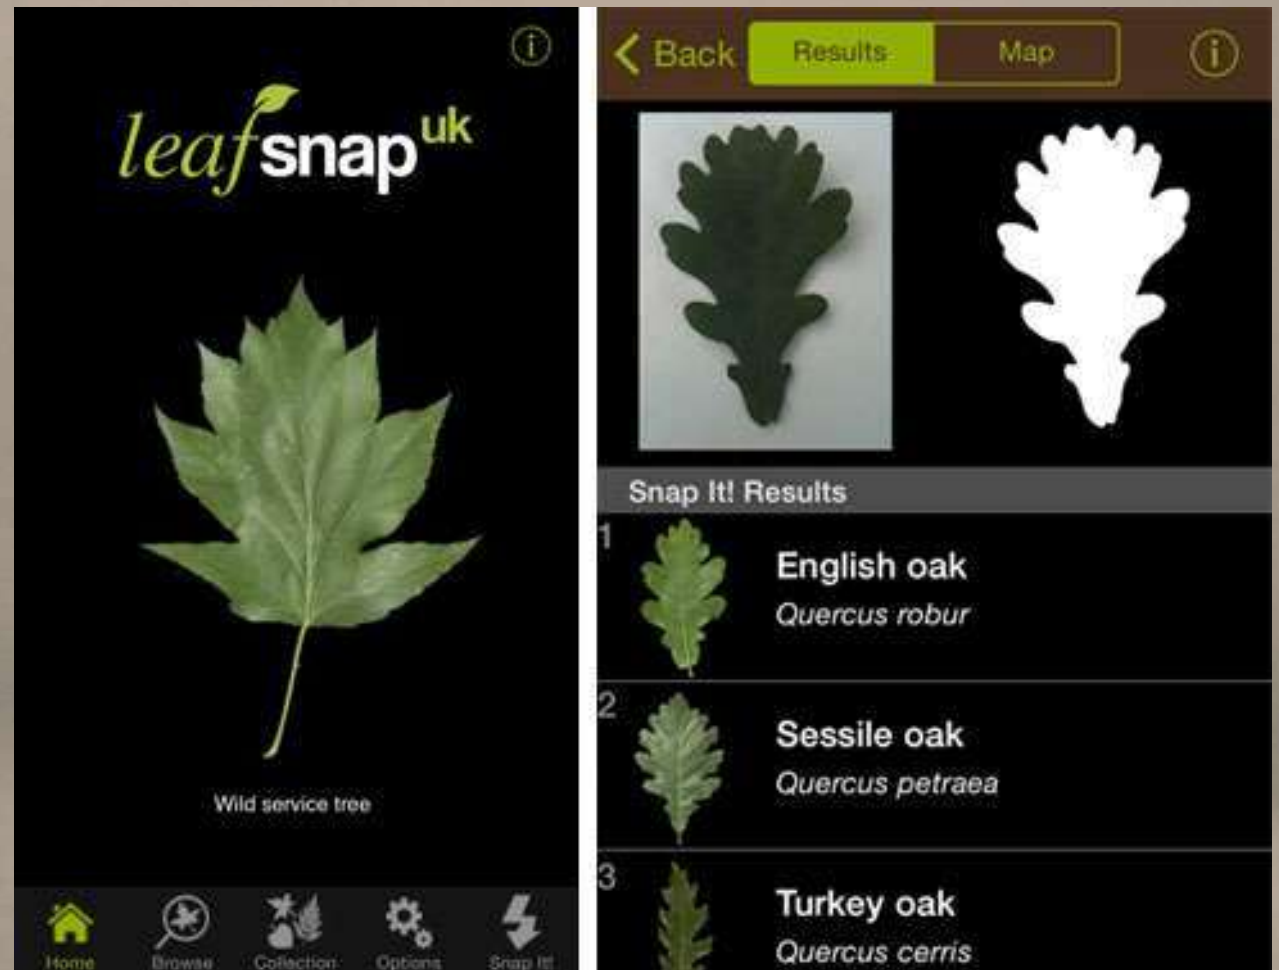 leafsnap uk
Wild service tree
Home Browse Collection Options Snap It!
Back Results Map
Snap It! Results
1
English oak
Quercus robur
2
Sessile oak
Quercus petraea
3
Turkey oak
Quercus cerris